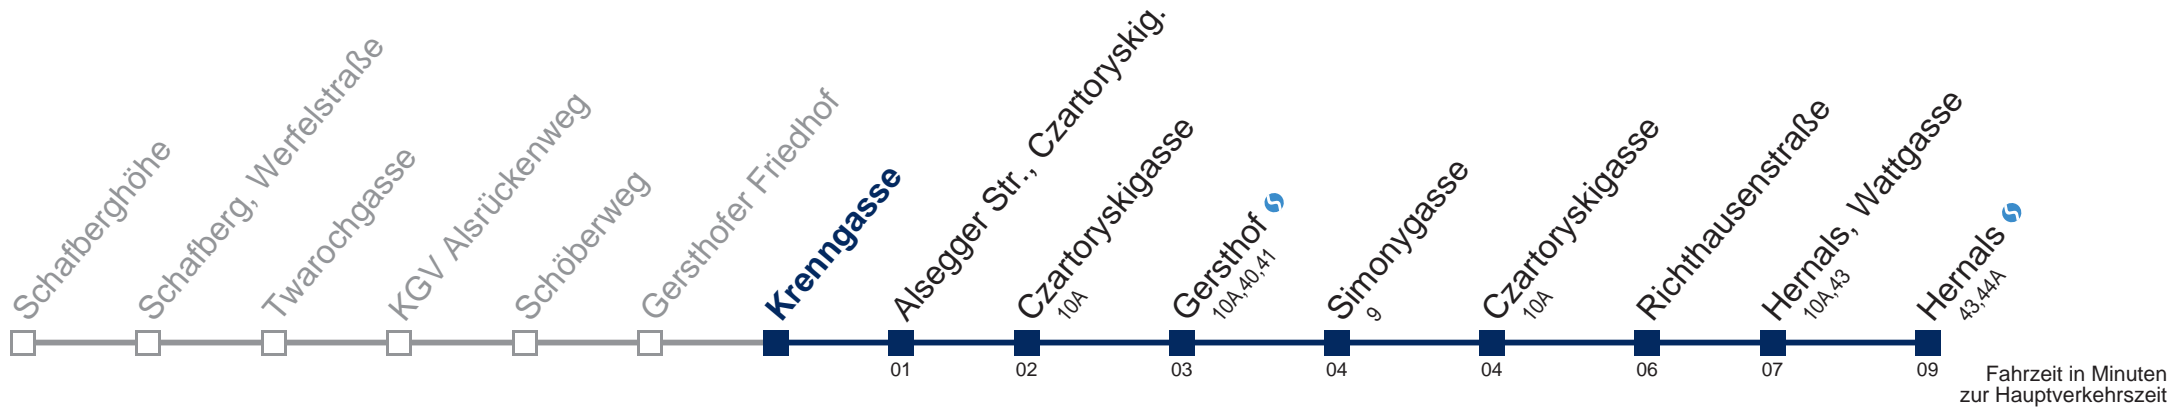 Schafberghöhe
Schafberg, Werfelstraße
Twarochgasse
KGV Alsrückenweg
Schöberweg
Gersthofer Friedhof
Krenngasse
Alsegger Str., Czartoryskig.
01
Czartoryskigasse
10A
02
Gersthof
10A,40,41
03
Simonygasse
9
04
Czartoryskigasse
10A
04
Richthausenstraße
06
Hernals, Wattgasse
10A,43
07
Hernals
43,44A
09
Fahrzeit in Minuten
zur Hauptverkehrszeit